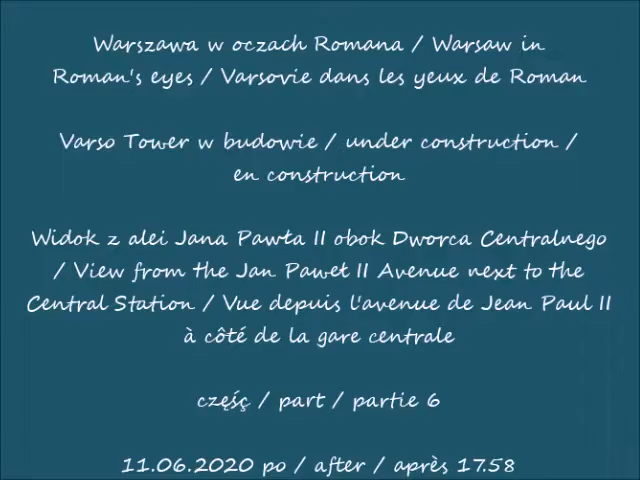 Warszawa w oczach Romana / Warsaw in
Roman's eyes / Varsovie dans les yeux de Roman
Varso Tower w budowie / under construction /
en construction
Widok z alei Jana Pawła II obok Dworca Centralnego
/ View from the Jan Paweł II Avenue next to the
Central Station / Vue depuis l'avenue de Jean Paul II
à côté de la gare centrale
częśç / part / partie 6
11.06.2020 po / after / après 17.58